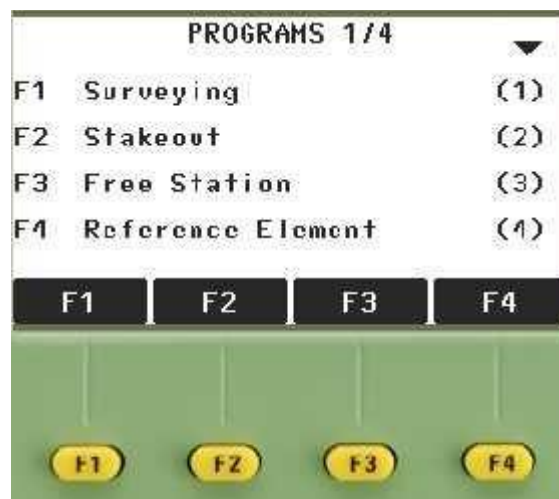 PROGRAMS 1/4
F1 Surveying (1)
F2 Stakeout (2)
F3 Free Station (3)
F4 Reference Element (4)
F1 F2 F3 F4
F1 F2 F3 F4